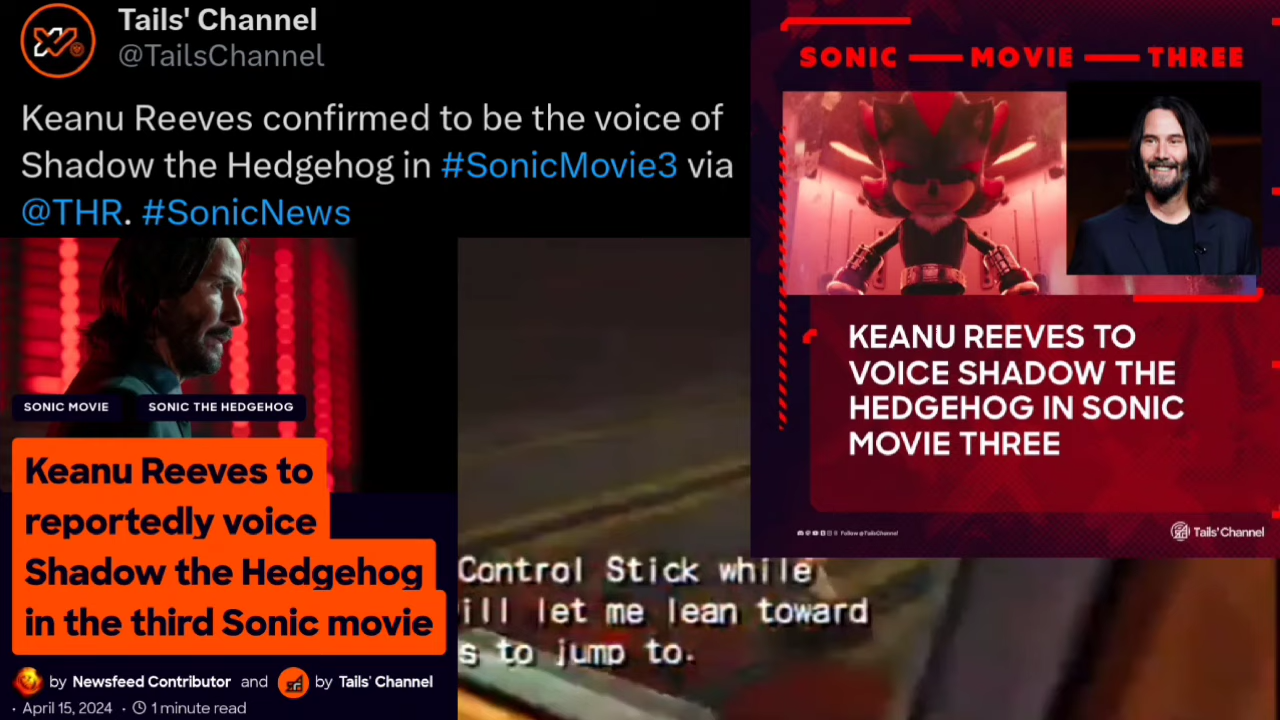 Tails' Channel
@TailsChannel
Keanu Reeves confirmed to be the voice of
Shadow the Hedgehog in #SonicMovie3 via
@THR. #SonicNews
SONIC MOVIE THREE
KEANU REEVES TO
VOICE SHADOW THE
HEDGEHOG IN SONIC
MOVIE THREE
Follow @TailsChannel
Tails' Channel
SONIC MOVIE
SONIC THE HEDGEHOG
Keanu Reeves to
reportedly voice
Shadow the Hedgehog
in the third Sonic movie
by Newsfeed Contributor and by Tails' Channel
· April 15, 2024 · 1 minute read
Control Stick while
ill let me lean toward
s to jump to.